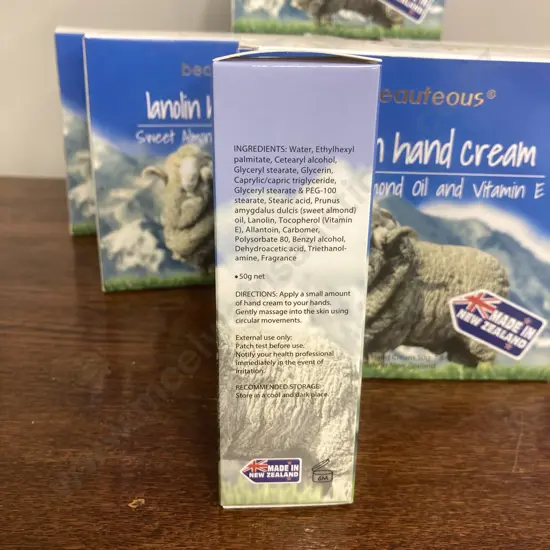 beauteous®
lanolin h
Sweet Almon
n hand cream
mond Oil and Vitamin E
INGREDIENTS: Water, Ethylhexyl
palmitate, Cetearyl alcohol,
Glyceryl stearate, Glycerin,
Caprylic/capric triglyceride,
Glyceryl stearate & PEG-100
stearate, Stearic acid, Prunus
amygdalus dulcis (sweet almond)
oil, Lanolin, Tocopherol (Vitamin
E), Allantoin, Carbomer,
Polysorbate 80, Benzyl alcohol,
Dehydroacetic acid, Triethanol-
amine, Fragrance
•50g net
DIRECTIONS: Apply a small amount
of hand cream to your hands.
Gently massage into the skin using
circular movements.
External use only:
Patch test before use.
Notify your health professional
immediately in the event of
irritation.
RECOMMENDED STORAGE:
Store in a cool and dark place.
MADE IN
NEW ZEALAND
6M
MADE IN
NEW ZEALAND